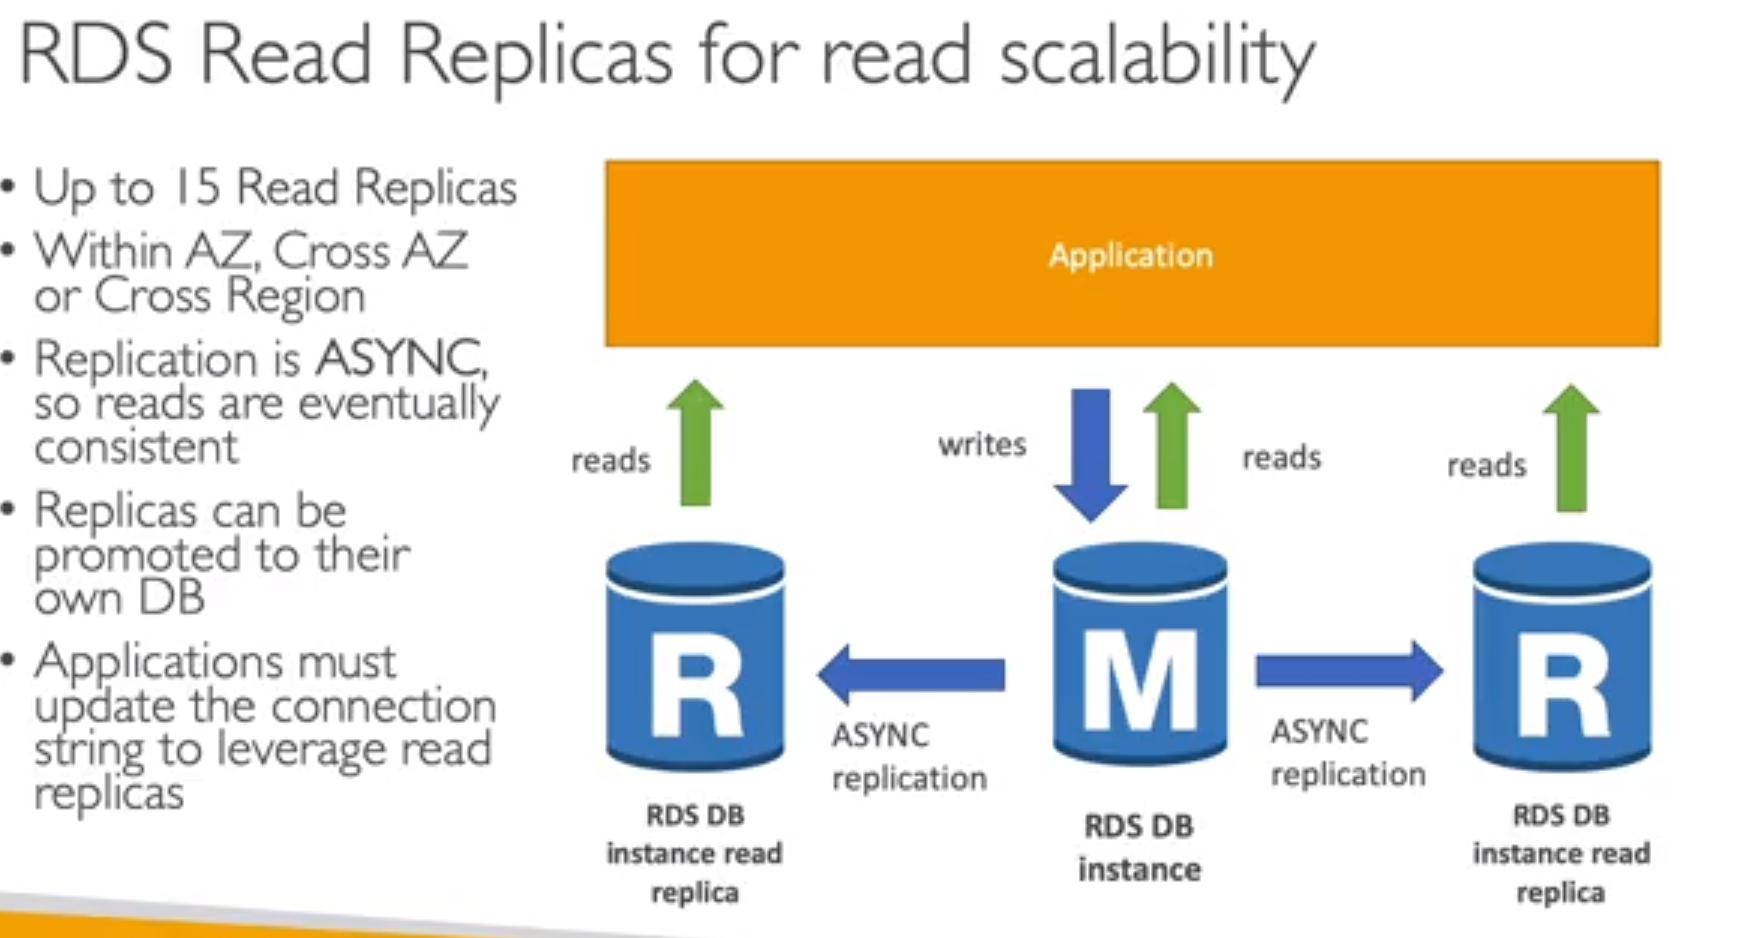 RDS Read Replicas for read scalability
• Up to 15 Read Replicas
• Within AZ, Cross AZ
or Cross Region
• Replication is ASYNC,
so reads are eventually
consistent
• Replicas can be
promoted to their
own DB
• Applications must
update the connection
string to leverage read
replicas
Application
reads
writes
reads
reads
R
M
R
ASYNC
replication
ASYNC
replication
RDS DB
instance read
replica
RDS DB
instance
RDS DB
instance read
replica